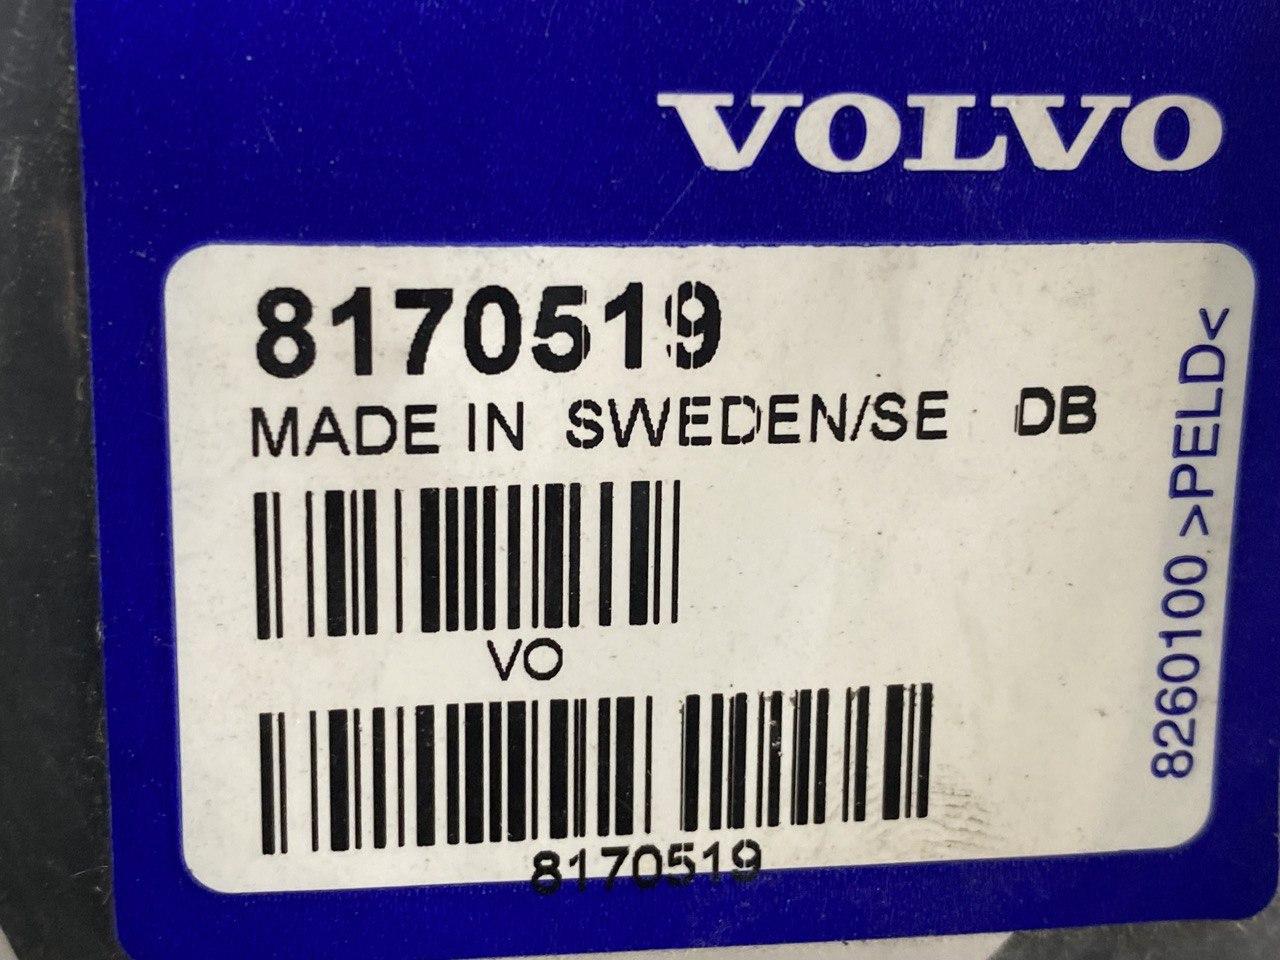 VOLVO
8170519
MADE IN SWEDEN/SE DB
VO
8170519
8260100 >PELD<